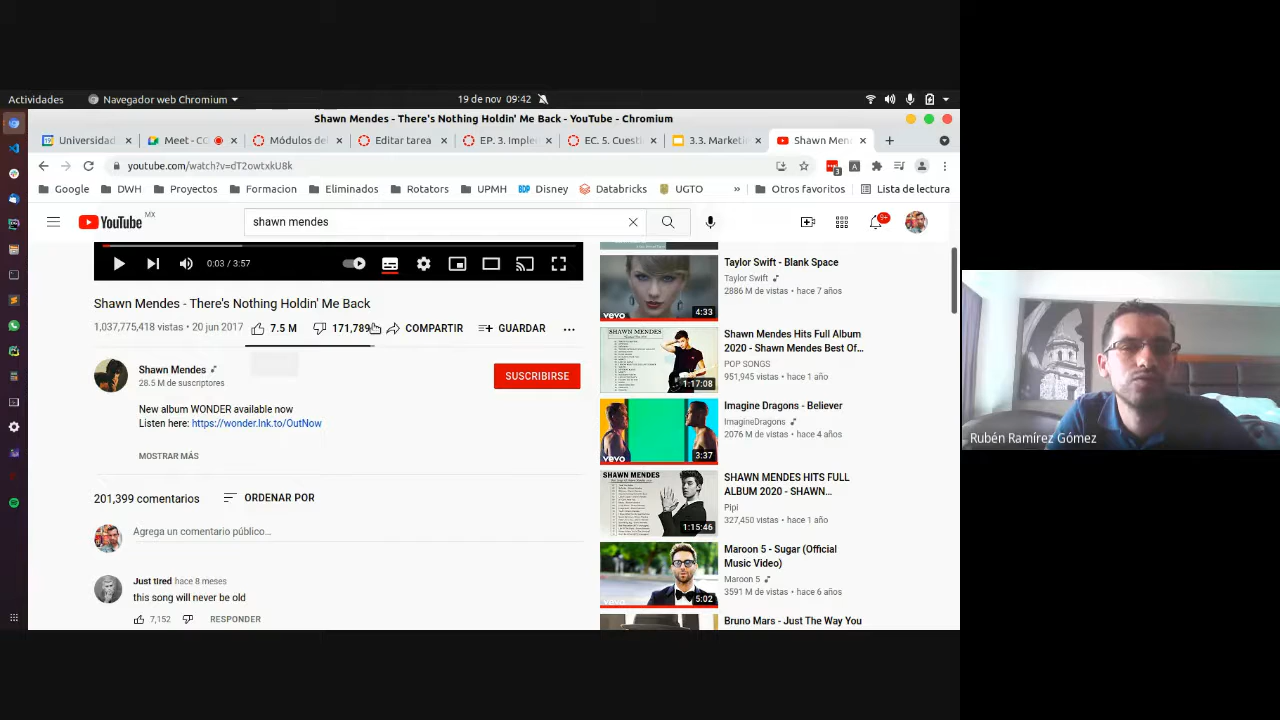 Actividades
Navegador web Chromium
19 de nov 09:42
Shawn Mendes - There's Nothing Holdin' Me Back - YouTube - Chromium
Universidad
Meet - CC
Módulos del
Editar tarea
EP. 3. Imple
EC. 5. Cuest
3.3. Marketi
Shawn Men
youtube.com/watch?v=dT2owtxkU8k
3
Google
DWH
Proyectos
Formacion
Eliminados
Rotators
UPMH
Disney
Databricks
UGTO
»
Otros favoritos
Lista de lectura
YouTube MX
shawn mendes
9+
0:03 / 3:57
Shawn Mendes - There's Nothing Holdin' Me Back
1,037,775,418 vistas • 20 jun 2017
7.5 M
171,789
COMPARTIR
GUARDAR
Shawn Mendes
28.5 M de suscriptores
SUSCRIBIRSE
New album WONDER available now
Listen here: https://wonder.lnk.to/OutNow
MOSTRAR MÁS
201,399 comentarios
ORDENAR POR
Agrega un comentario público...
Just tired hace 8 meses
this song will never be old
7,152
RESPONDER
vevo
4:33
Taylor Swift - Blank Space
Taylor Swift
2886 M de vistas • hace 7 años
SHAWN MENDES
1:17:08
Shawn Mendes Hits Full Album
2020 - Shawn Mendes Best Of...
POP SONGS
951,945 vistas • hace 1 año
vevo
3:37
Imagine Dragons - Believer
ImagineDragons
2076 M de vistas • hace 4 años
SHAWN MENDES
1:15:46
SHAWN MENDES HITS FULL
ALBUM 2020 - SHAWN...
Pipi
327,450 vistas • hace 1 año
vevo
5:02
Maroon 5 - Sugar (Official
Music Video)
Maroon 5
3591 M de vistas • hace 6 años
Bruno Mars - Just The Way You
Rubén Ramírez Gómez